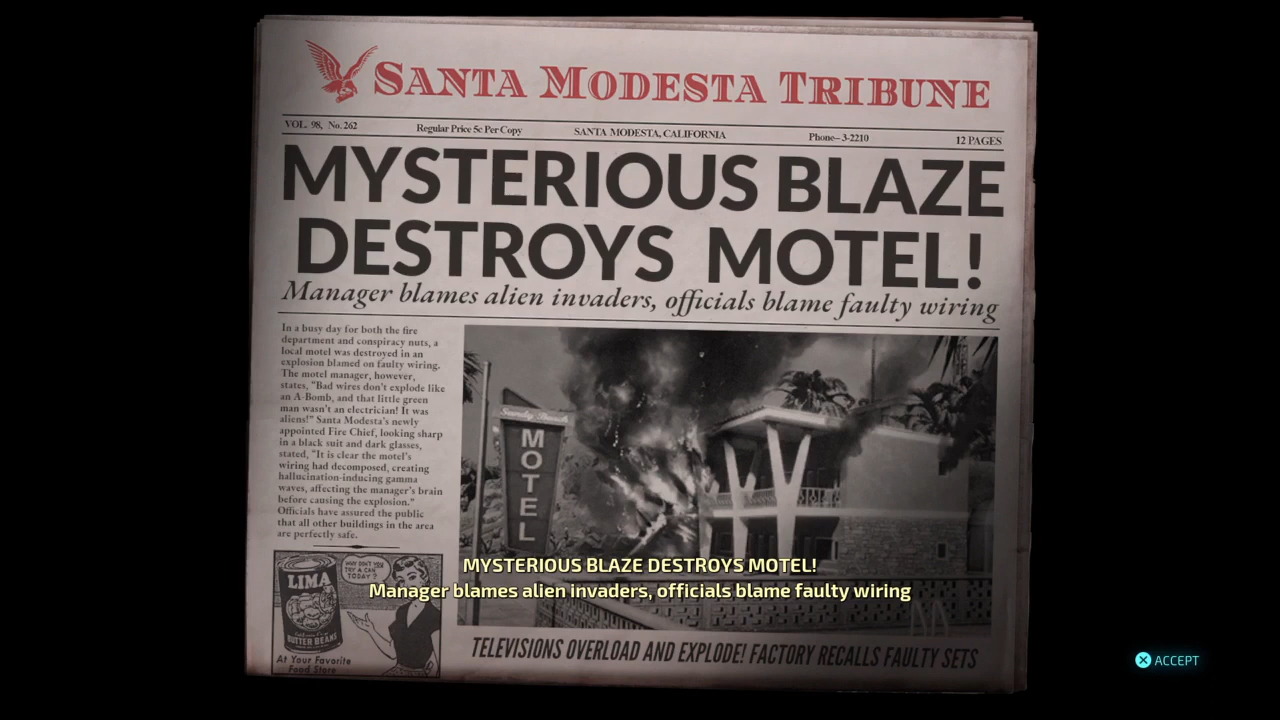 SANTA MODESTA TRIBUNE
VOL. 98, No. 262 Regular Price 5c Per Copy SANTA MODESTA, CALIFORNIA Phone- 3-2210 12 PAGES
MYSTERIOUS BLAZE
DESTROYS MOTEL!
Manager blames alien invaders, officials blame faulty wiring
In a busy day for both the fire
department and conspiracy nuts, a
local motel was destroyed in an
explosion blamed on faulty wiring.
The motel manager, however,
states, "Bad wires don't explode like
an A-Bomb, and that little green
man wasn't an electrician! It was
aliens!" Santa Modesta's newly
appointed Fire Chief, looking sharp
in a black suit and dark glasses,
stated, "It is clear the motel's
wiring had decomposed, creating
hallucination-inducing gamma
waves, affecting the manager's brain
before causing the explosion."
Officials have assured the public
that all other buildings in the area
are perfectly safe.
MOTEL
WHY DON'T YOU
TRY A CAN
TODAY?
LIMA
BUTTER BEANS
At Your Favorite
Food Store
MYSTERIOUS BLAZE DESTROYS MOTEL!
Manager blames alien invaders, officials blame faulty wiring
TELEVISIONS OVERLOAD AND EXPLODE! FACTORY RECALLS FAULTY SETS
ACCEPT